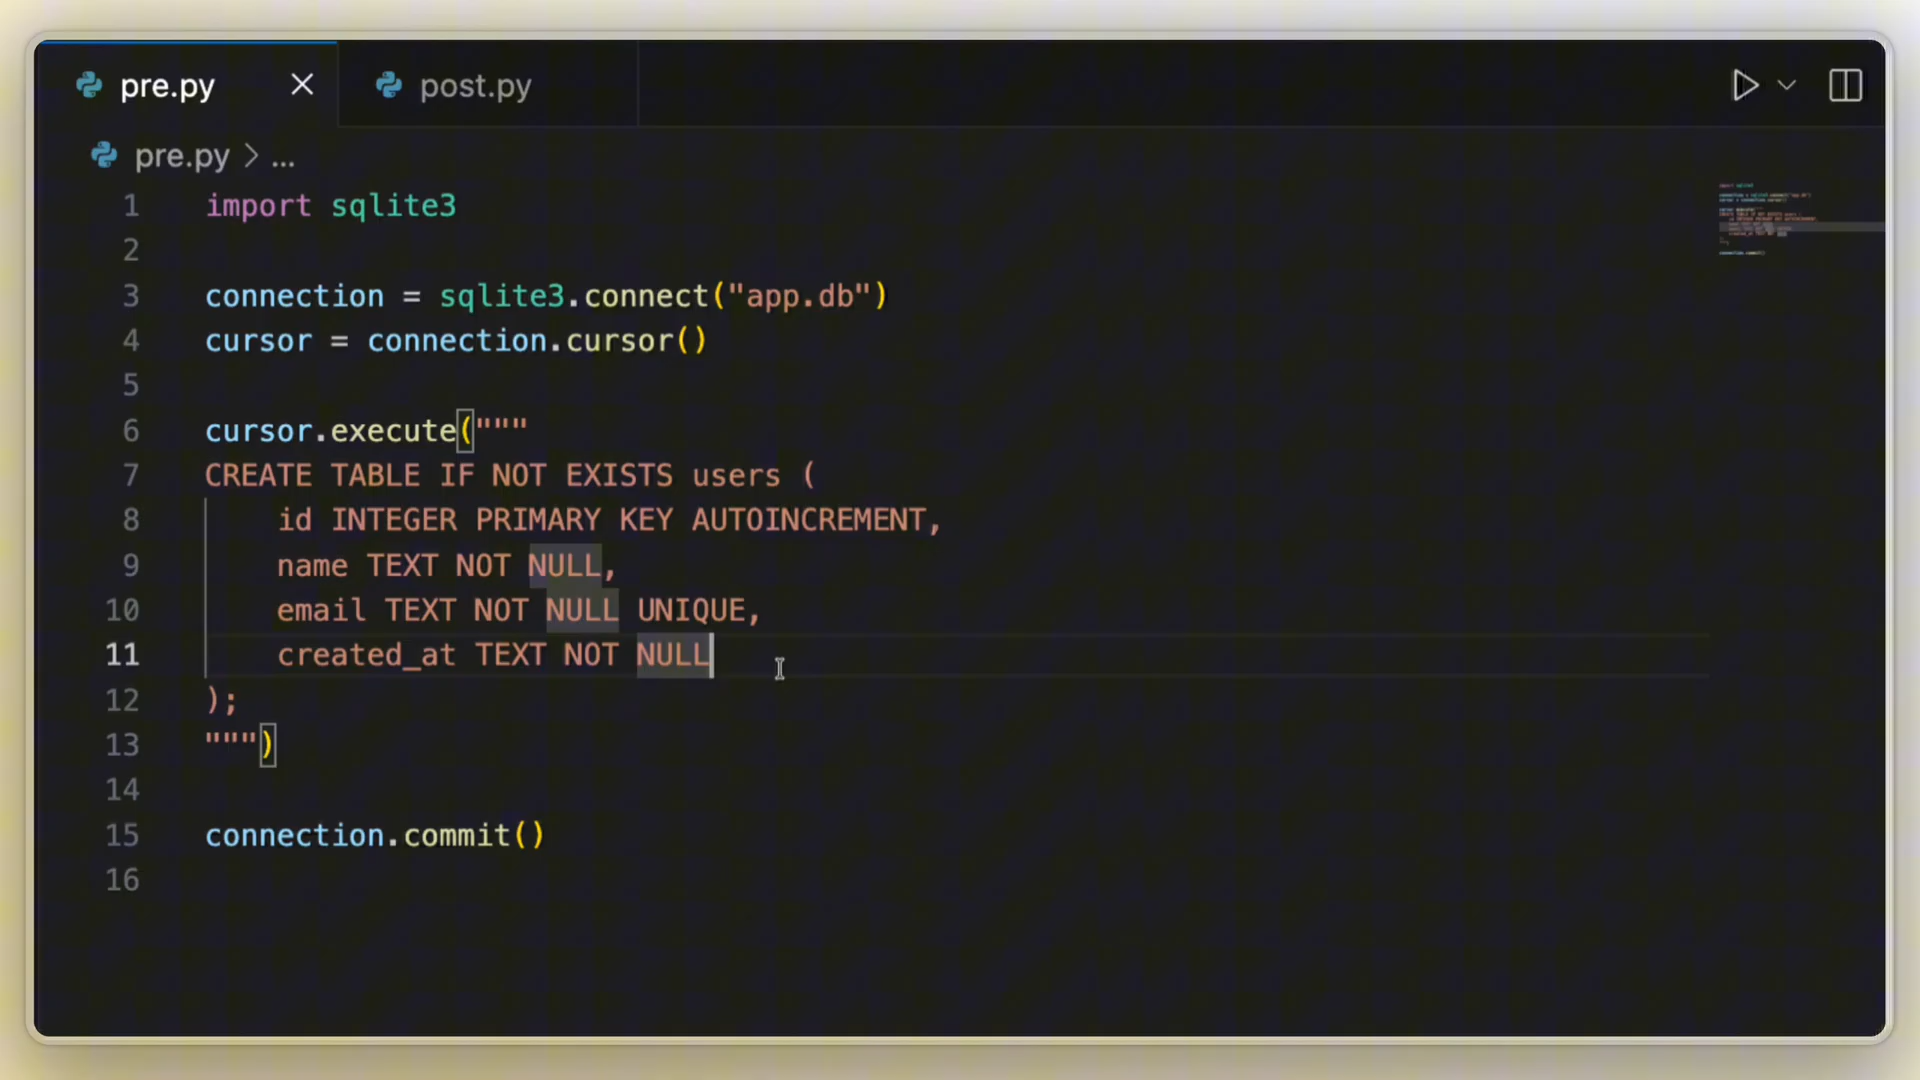 pre.py
post.py
pre.py > ...
1 import sqlite3
2
3 connection = sqlite3.connect("app.db")
4 cursor = connection.cursor()
5
6 cursor.execute("""
7 CREATE TABLE IF NOT EXISTS users (
8     id INTEGER PRIMARY KEY AUTOINCREMENT,
9     name TEXT NOT NULL,
10     email TEXT NOT NULL UNIQUE,
11     created_at TEXT NOT NULL
12 );
13 """)
14
15 connection.commit()
16